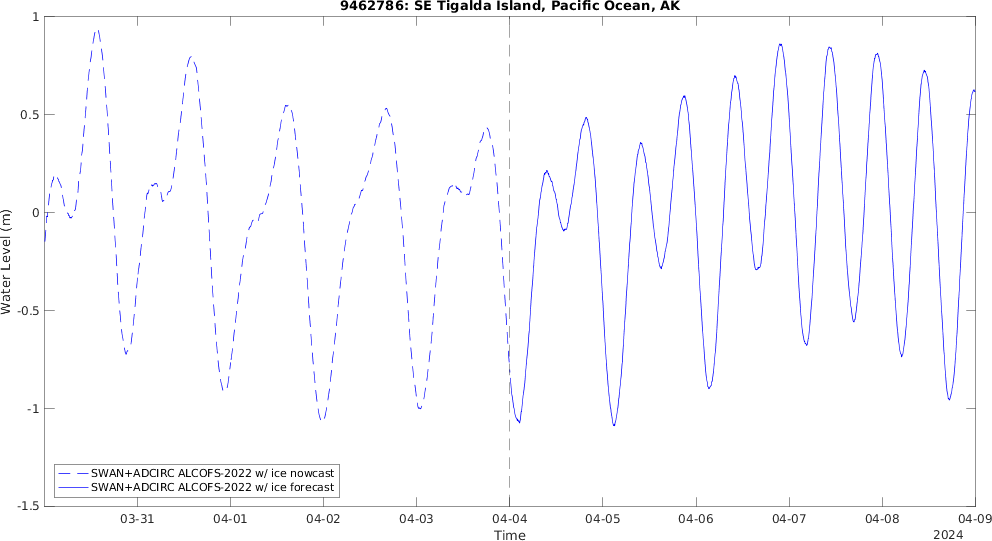 9462786: SE Tigalda Island, Pacific Ocean, AK
1
0.5
0
-0.5
-1
-1.5
Water Level (m)
SWAN+ADCIRC ALCOFS-2022 w/ ice nowcast
SWAN+ADCIRC ALCOFS-2022 w/ ice forecast
03-31 04-01 04-02 04-03 04-04 04-05 04-06 04-07 04-08 04-09
Time
2024